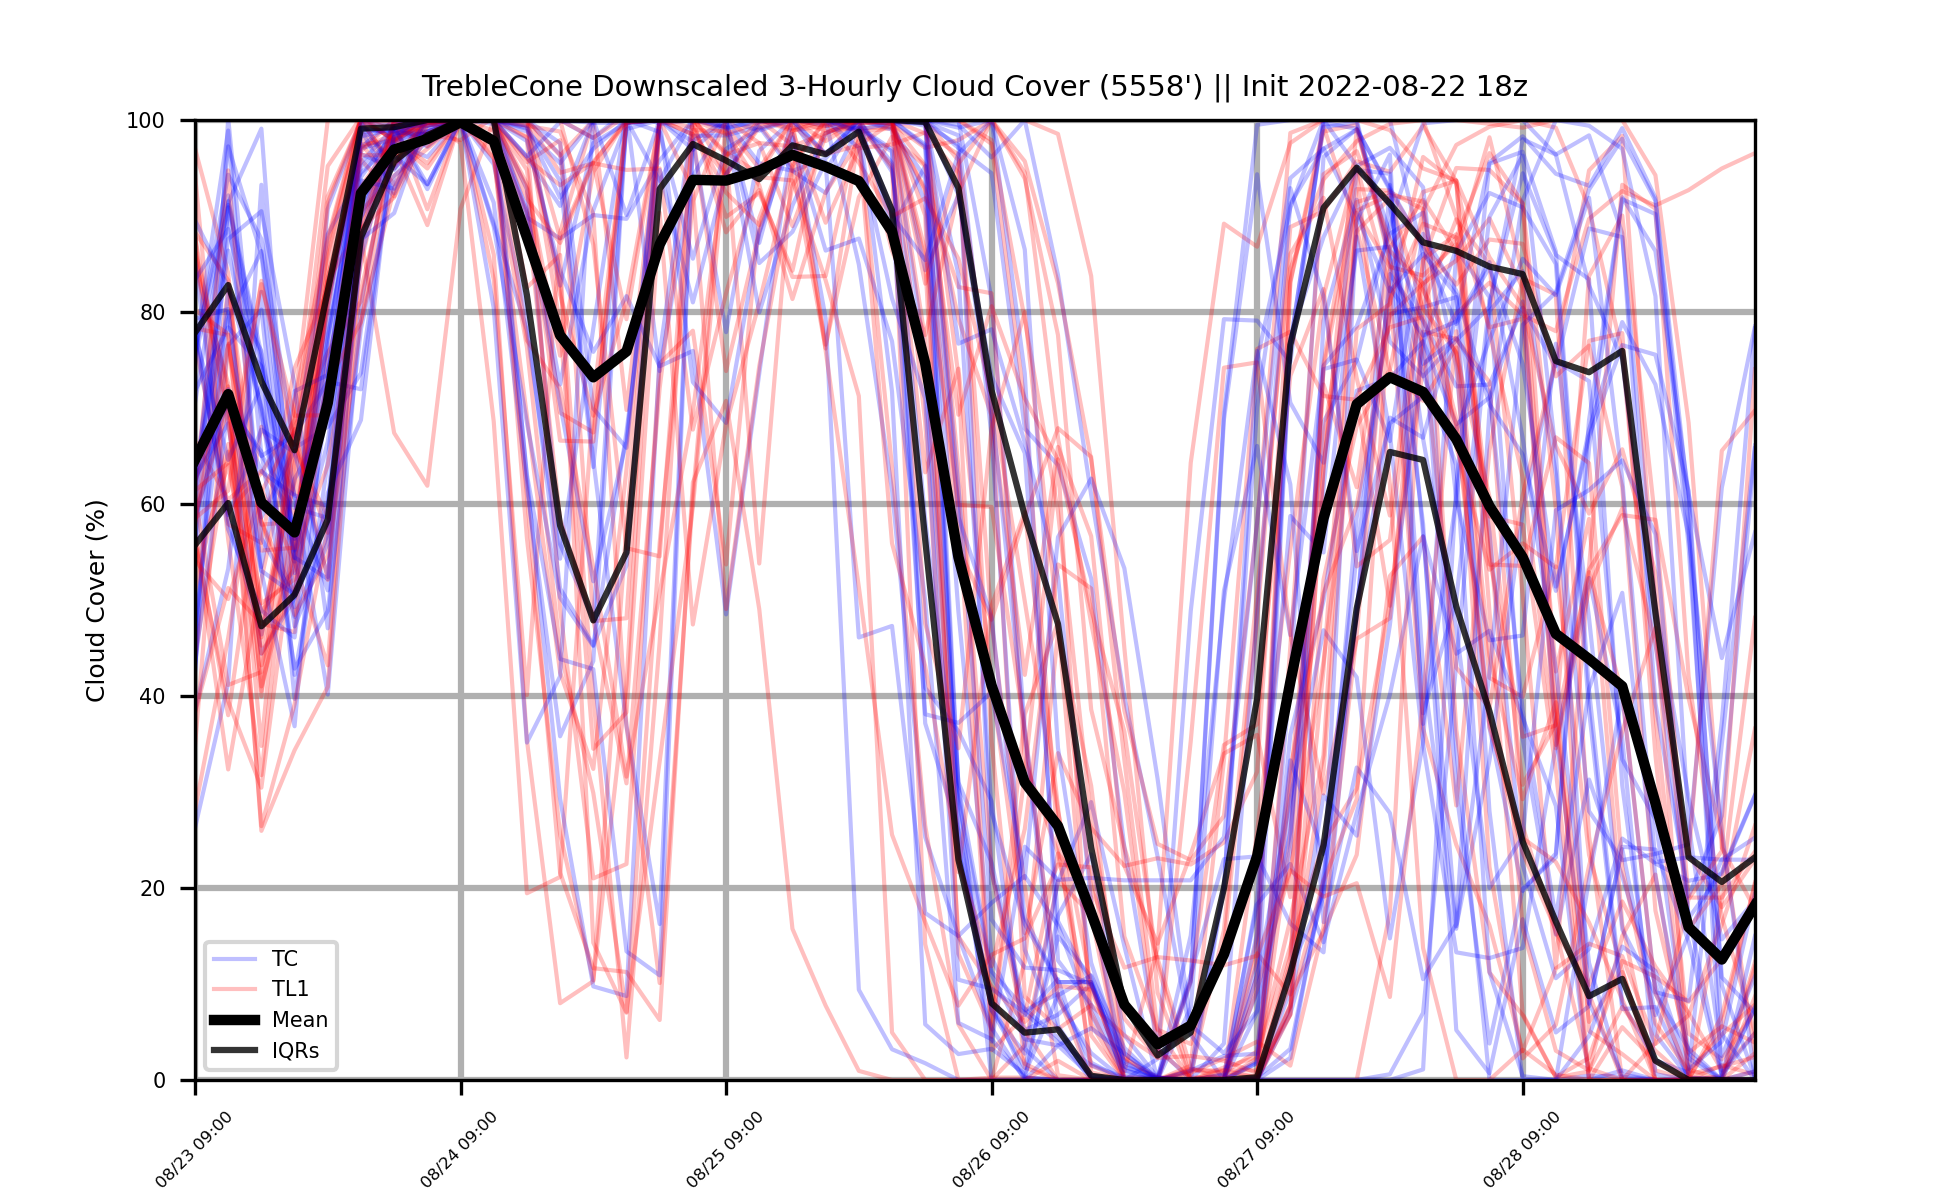 TrebleCone Downscaled 3-Hourly Cloud Cover (5558') || Init 2022-08-22 18z
Cloud Cover (%)
100
80
60
40
20
0
TC
TL1
Mean
IQRs
08/23 09:00
08/24 09:00
08/25 09:00
08/26 09:00
08/27 09:00
08/28 09:00